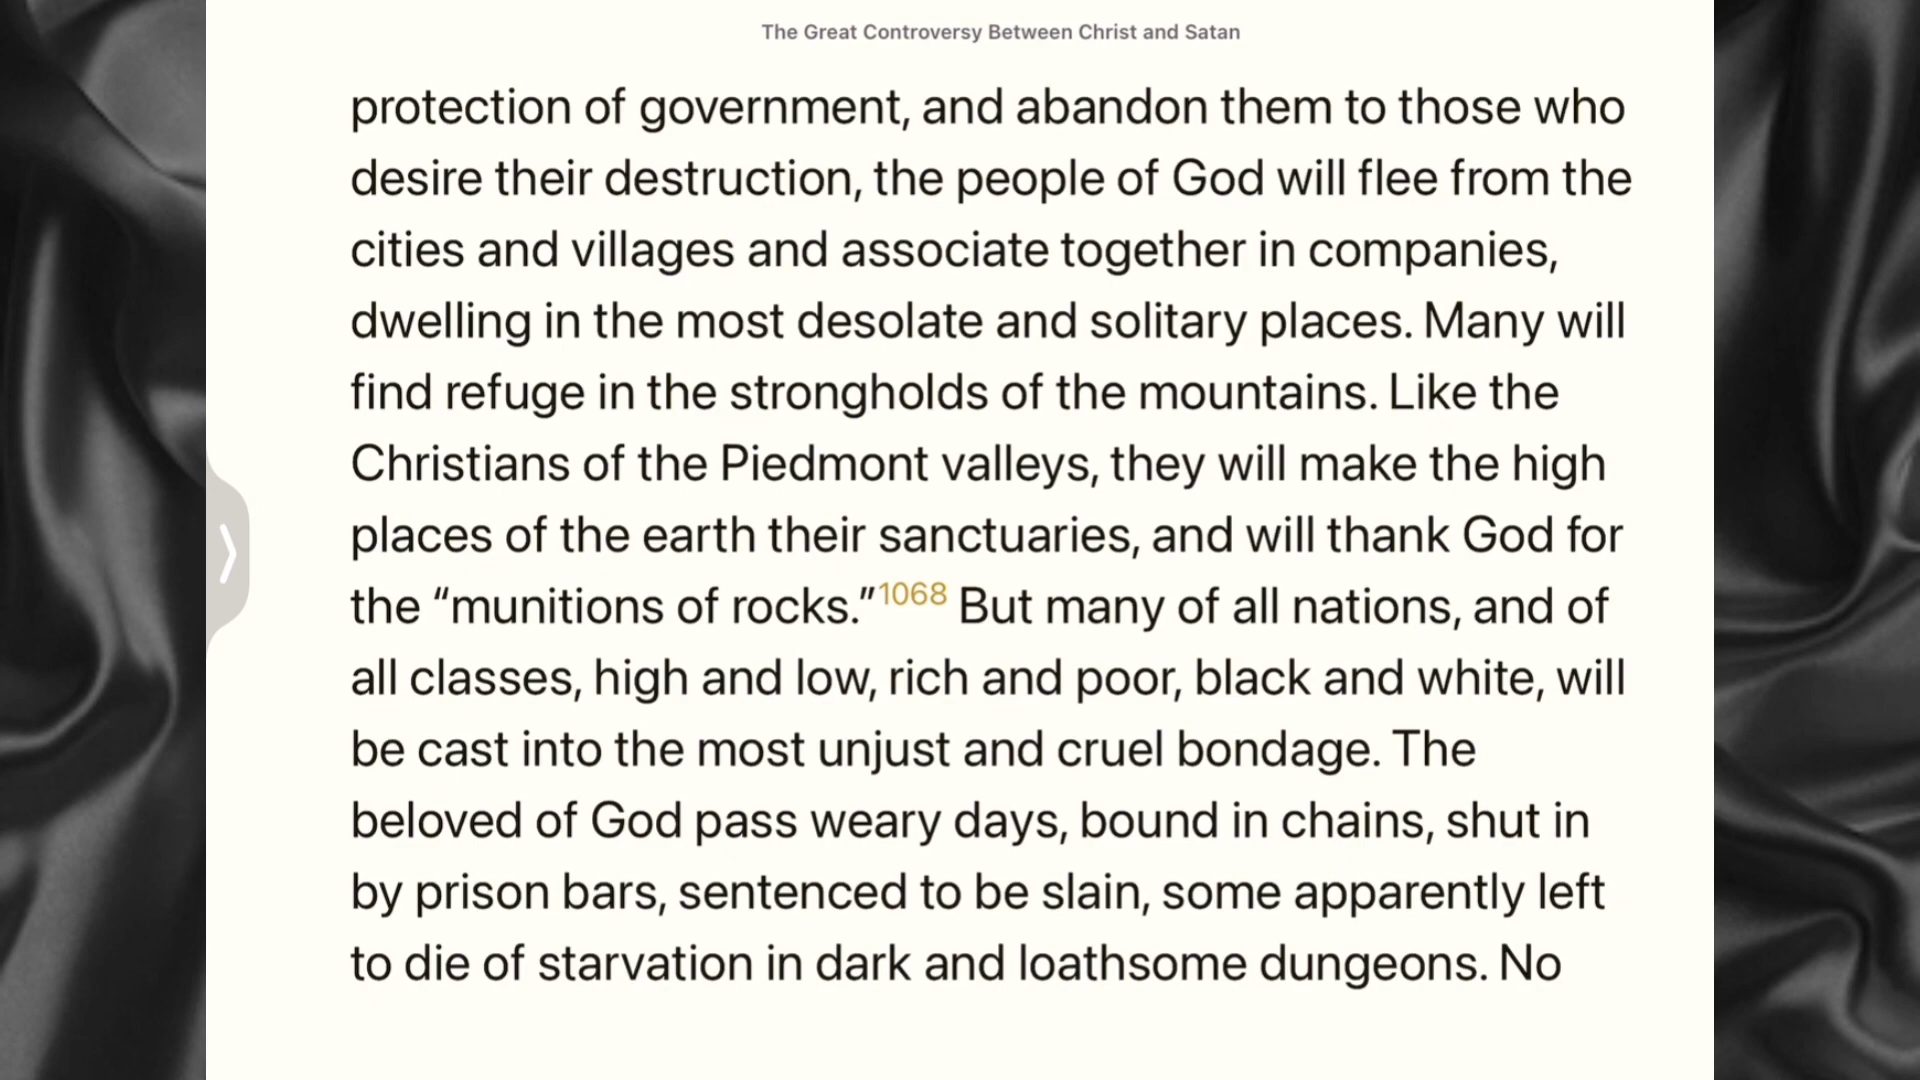 The Great Controversy Between Christ and Satan
protection of government, and abandon them to those who
desire their destruction, the people of God will flee from the
cities and villages and associate together in companies,
dwelling in the most desolate and solitary places. Many will
find refuge in the strongholds of the mountains. Like the
Christians of the Piedmont valleys, they will make the high
places of the earth their sanctuaries, and will thank God for
the “munitions of rocks.”1068 But many of all nations, and of
all classes, high and low, rich and poor, black and white, will
be cast into the most unjust and cruel bondage. The
beloved of God pass weary days, bound in chains, shut in
by prison bars, sentenced to be slain, some apparently left
to die of starvation in dark and loathsome dungeons. No